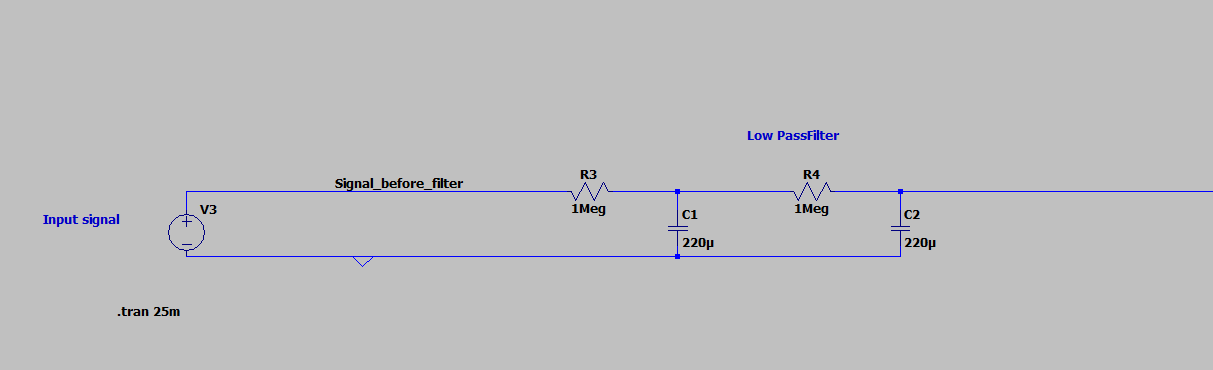 Low PassFilter
Signal_before_filter
R3
1Meg
R4
1Meg
Input signal
V3
C1
220µ
C2
220µ
.tran 25m